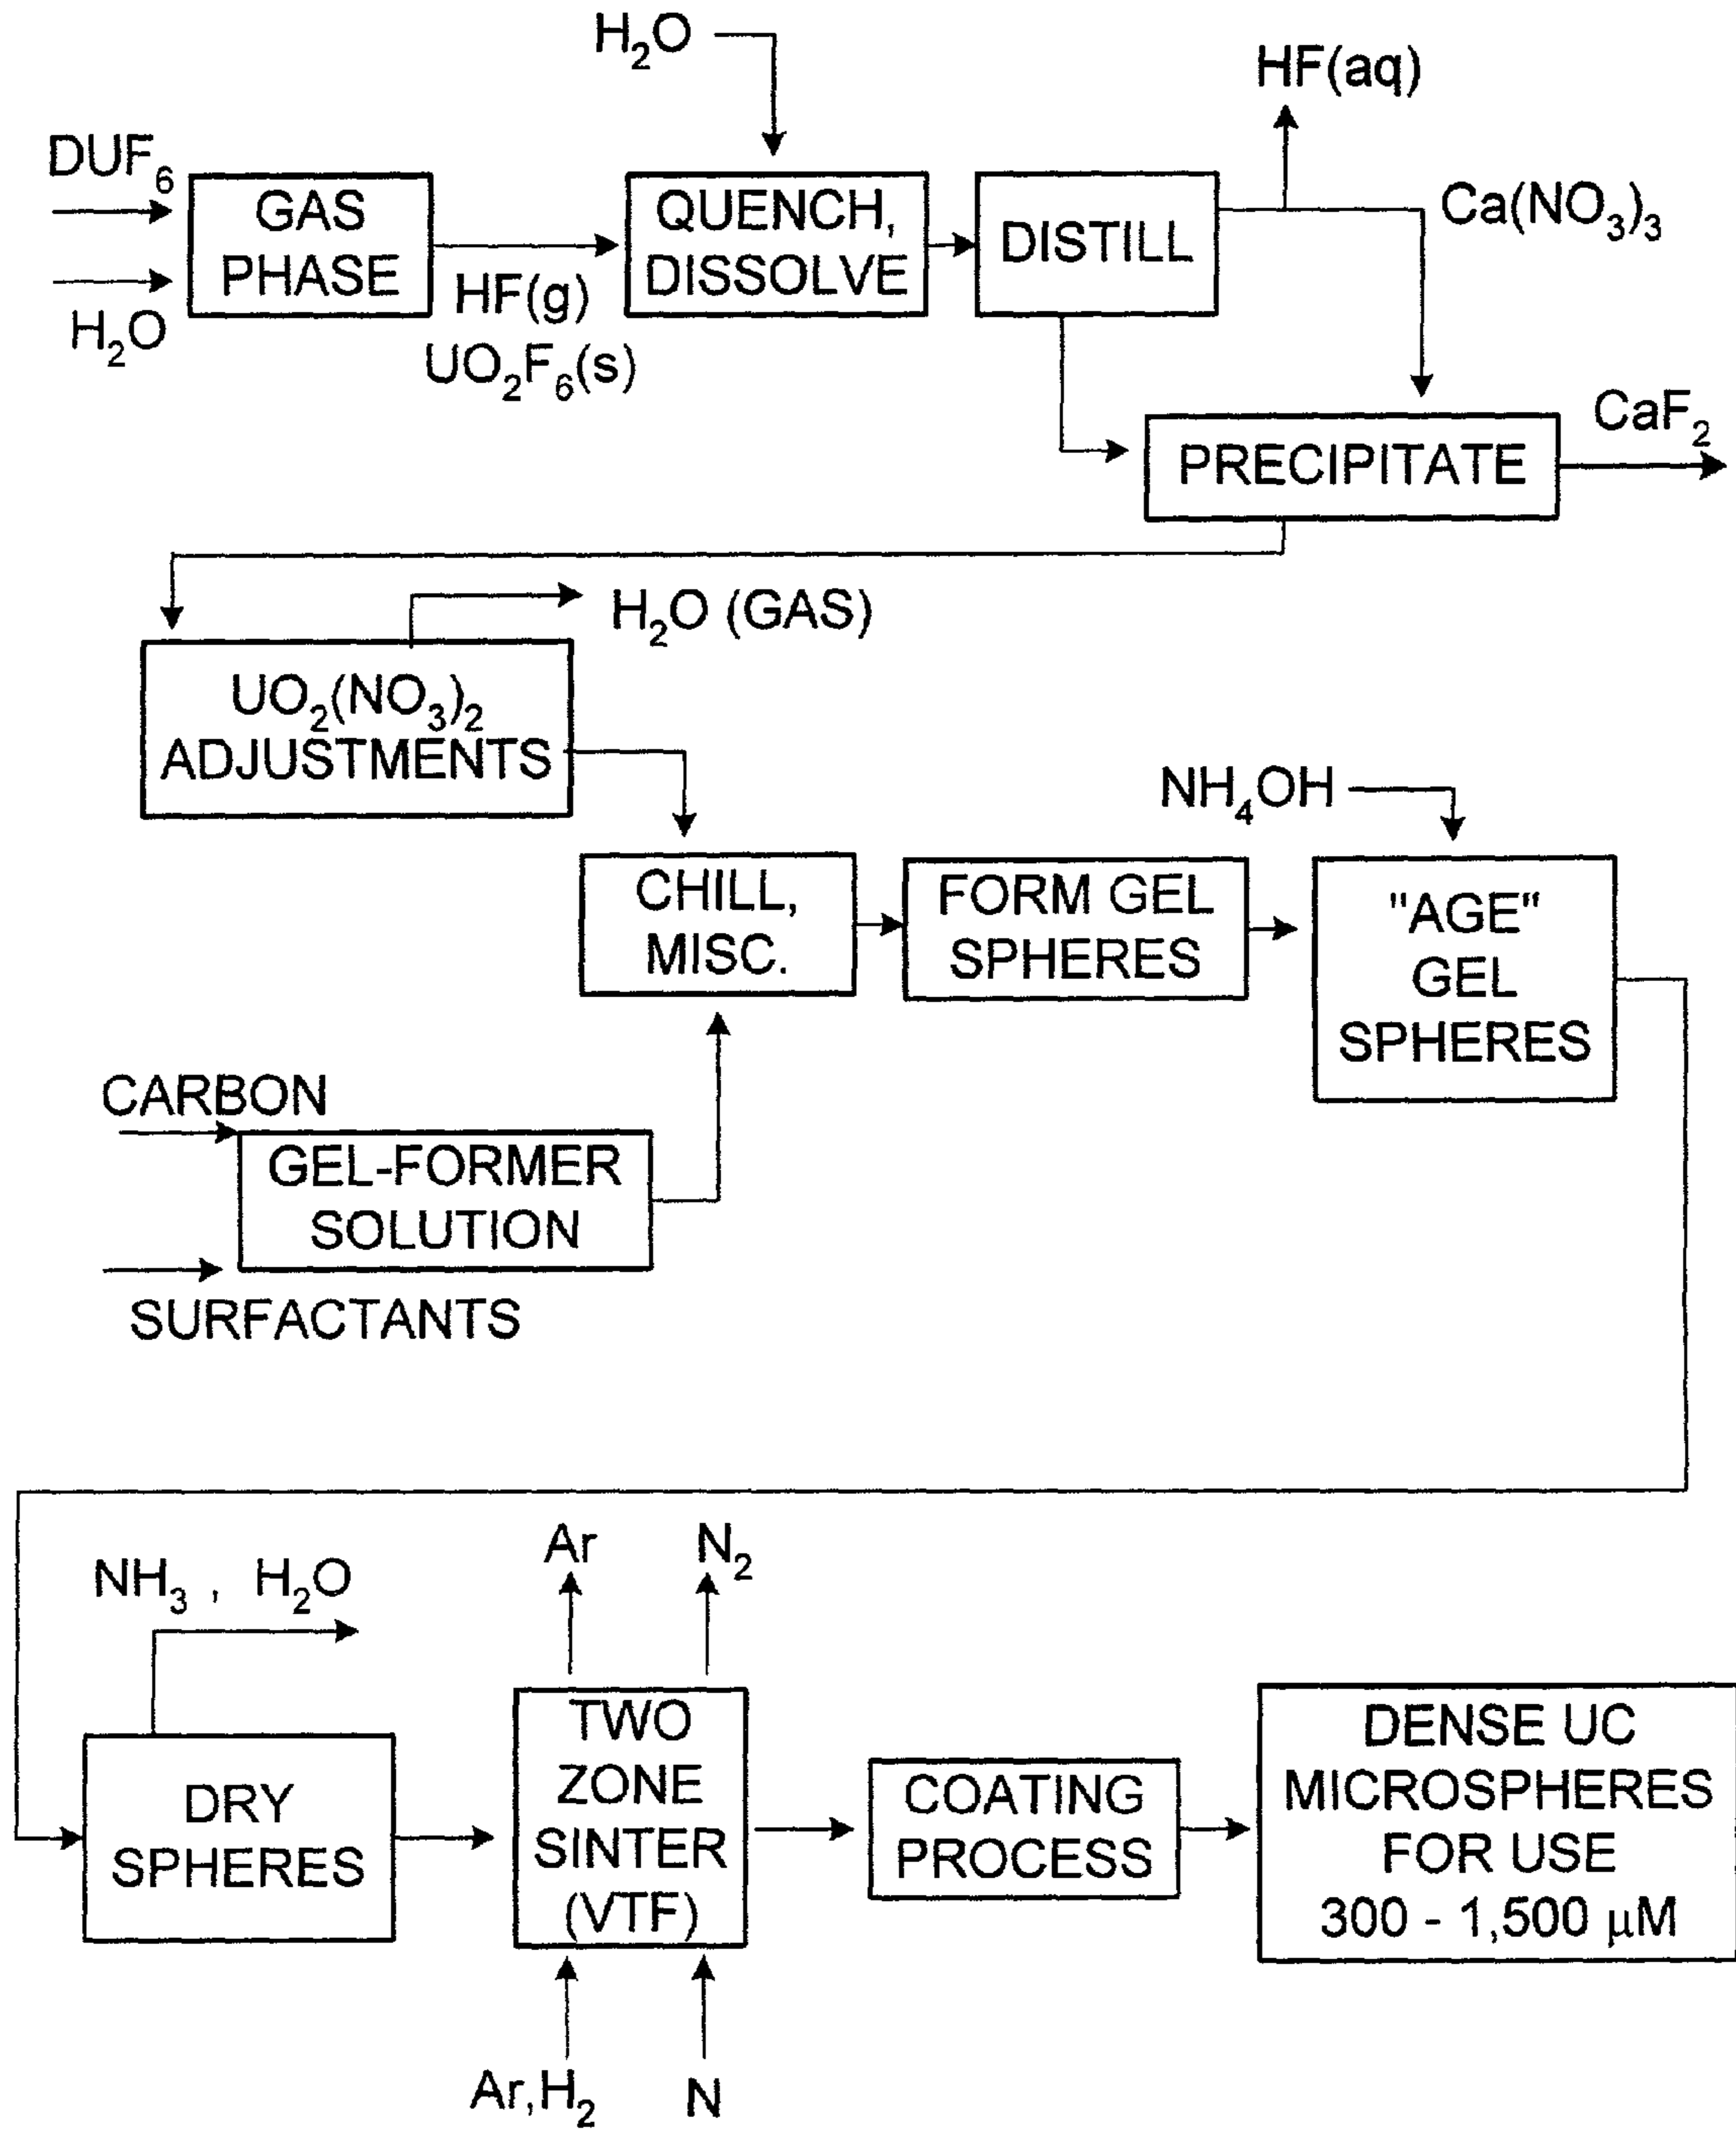 H₂O
HF(aq)
DUF₆
GAS
PHASE
QUENCH,
DISSOLVE
DISTILL
Ca(NO₃)₃
H₂O
HF(g)
UO₂F₆(s)
CaF₂
PRECIPITATE
H₂O (GAS)
UO₂(NO₃)₂
ADJUSTMENTS
NH₄OH
CHILL,
MISC.
FORM GEL
SPHERES
"AGE"
GEL
SPHERES
CARBON
GEL-FORMER
SOLUTION
SURFACTANTS
Ar
N₂
NH₃ , H₂O
DRY
SPHERES
TWO
ZONE
SINTER
(VTF)
COATING
PROCESS
DENSE UC
MICROSPHERES
FOR USE
300 - 1,500 μM
Ar,H₂
N